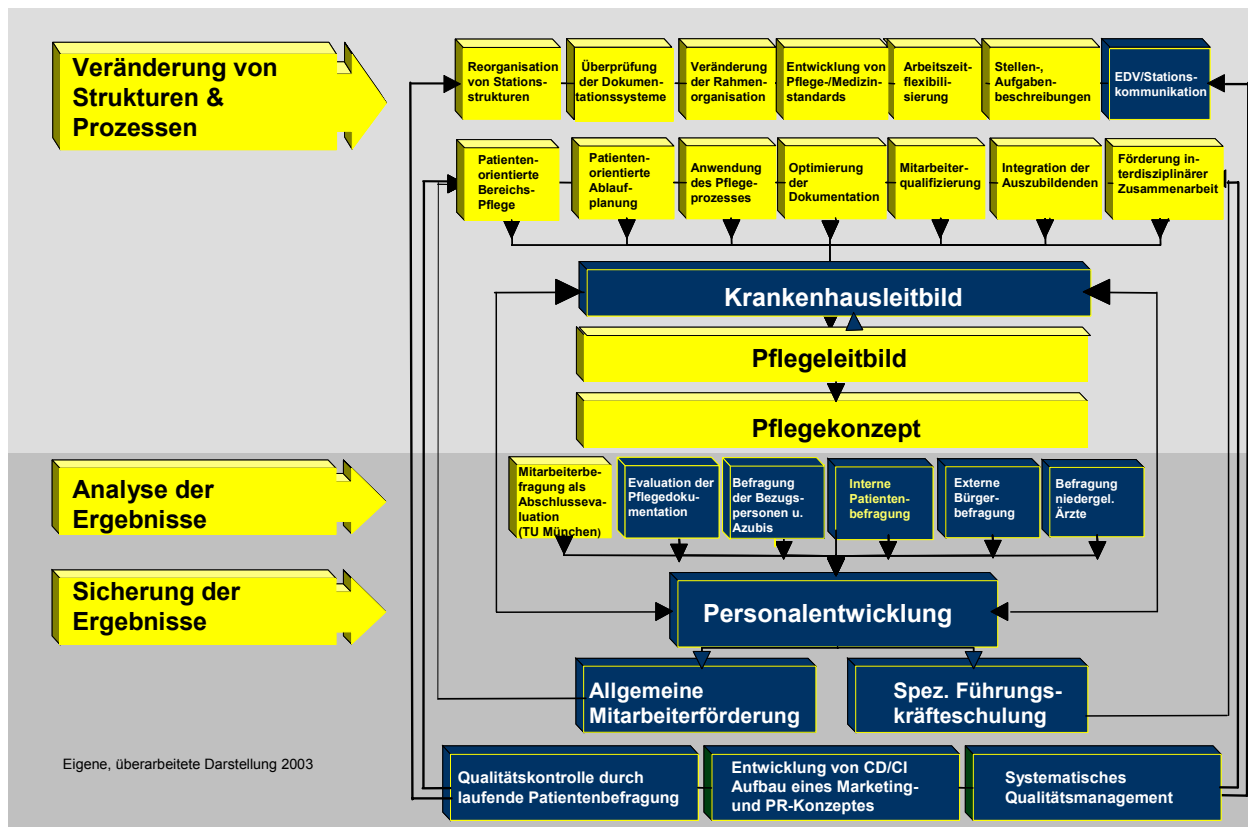 Veränderung von
Strukturen &
Prozessen
Reorganisation
von Stations-
strukturen
Überprüfung
der Dokumen-
tationssysteme
Veränderung
der Rahmen-
organisation
Entwicklung von
Pflege-/Medizin
standards
Arbeitszeit
flexibili-
sierung
Stellen-,
Aufgaben-
beschreibungen
EDV/Stations-
kommunikation
Patienten-
orientierte
Bereichs-
Pflege
Patienten-
orientierte
Ablauf-
planung
Anwendung
des Pflege-
prozesses
Optimierung
der
Dokumentation
Mitarbeiter-
qualifizierung
Integration der
Auszubildenden
Förderung in-
terdisziplinärer
Zusammenarbeit
Krankenhausleitbild
Pflegeleitbild
Pflegekonzept
Analyse der
Ergebnisse
Mitarbeiterbe-
fragung als
Abschlusseva-
luation
(TU München)
Evaluation der
Pflegedoku-
mentation
Befragung
der Bezugs-
personen u.
Azubis
Interne
Patienten-
befragung
Externe
Bürger-
befragung
Befragung
niedergel.
Ärzte
Sicherung der
Ergebnisse
Personalentwicklung
Allgemeine
Mitarbeiterförderung
Spez. Führungs-
kräfteschulung
Eigene, überarbeitete Darstellung 2003
Qualitätskontrolle durch
laufende Patientenbefragung
Entwicklung von CD/CI
Aufbau eines Marketing-
und PR-Konzeptes
Systematisches
Qualitätsmanagement